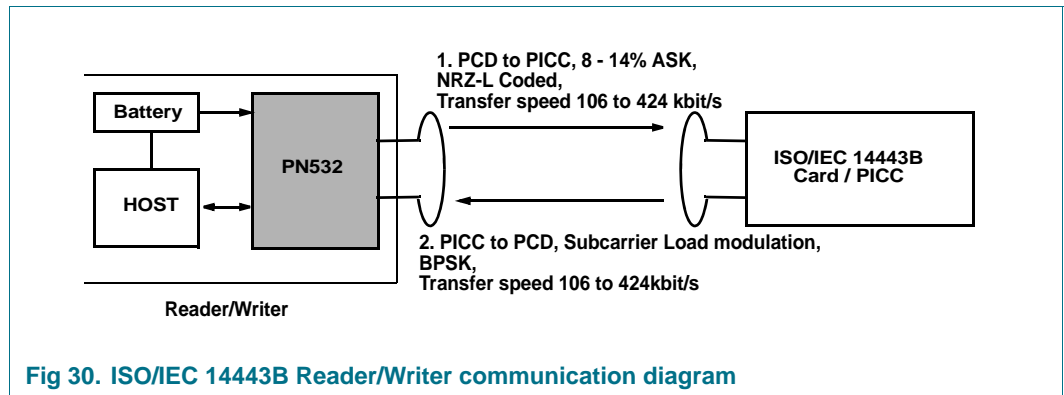 1. PCD to PICC, 8 - 14% ASK,
NRZ-L Coded,
Transfer speed 106 to 424 kbit/s
Battery
PN532
HOST
ISO/IEC 14443B
Card / PICC
2. PICC to PCD, Subcarrier Load modulation,
BPSK,
Transfer speed 106 to 424kbit/s
Reader/Writer
Fig 30. ISO/IEC 14443B Reader/Writer communication diagram